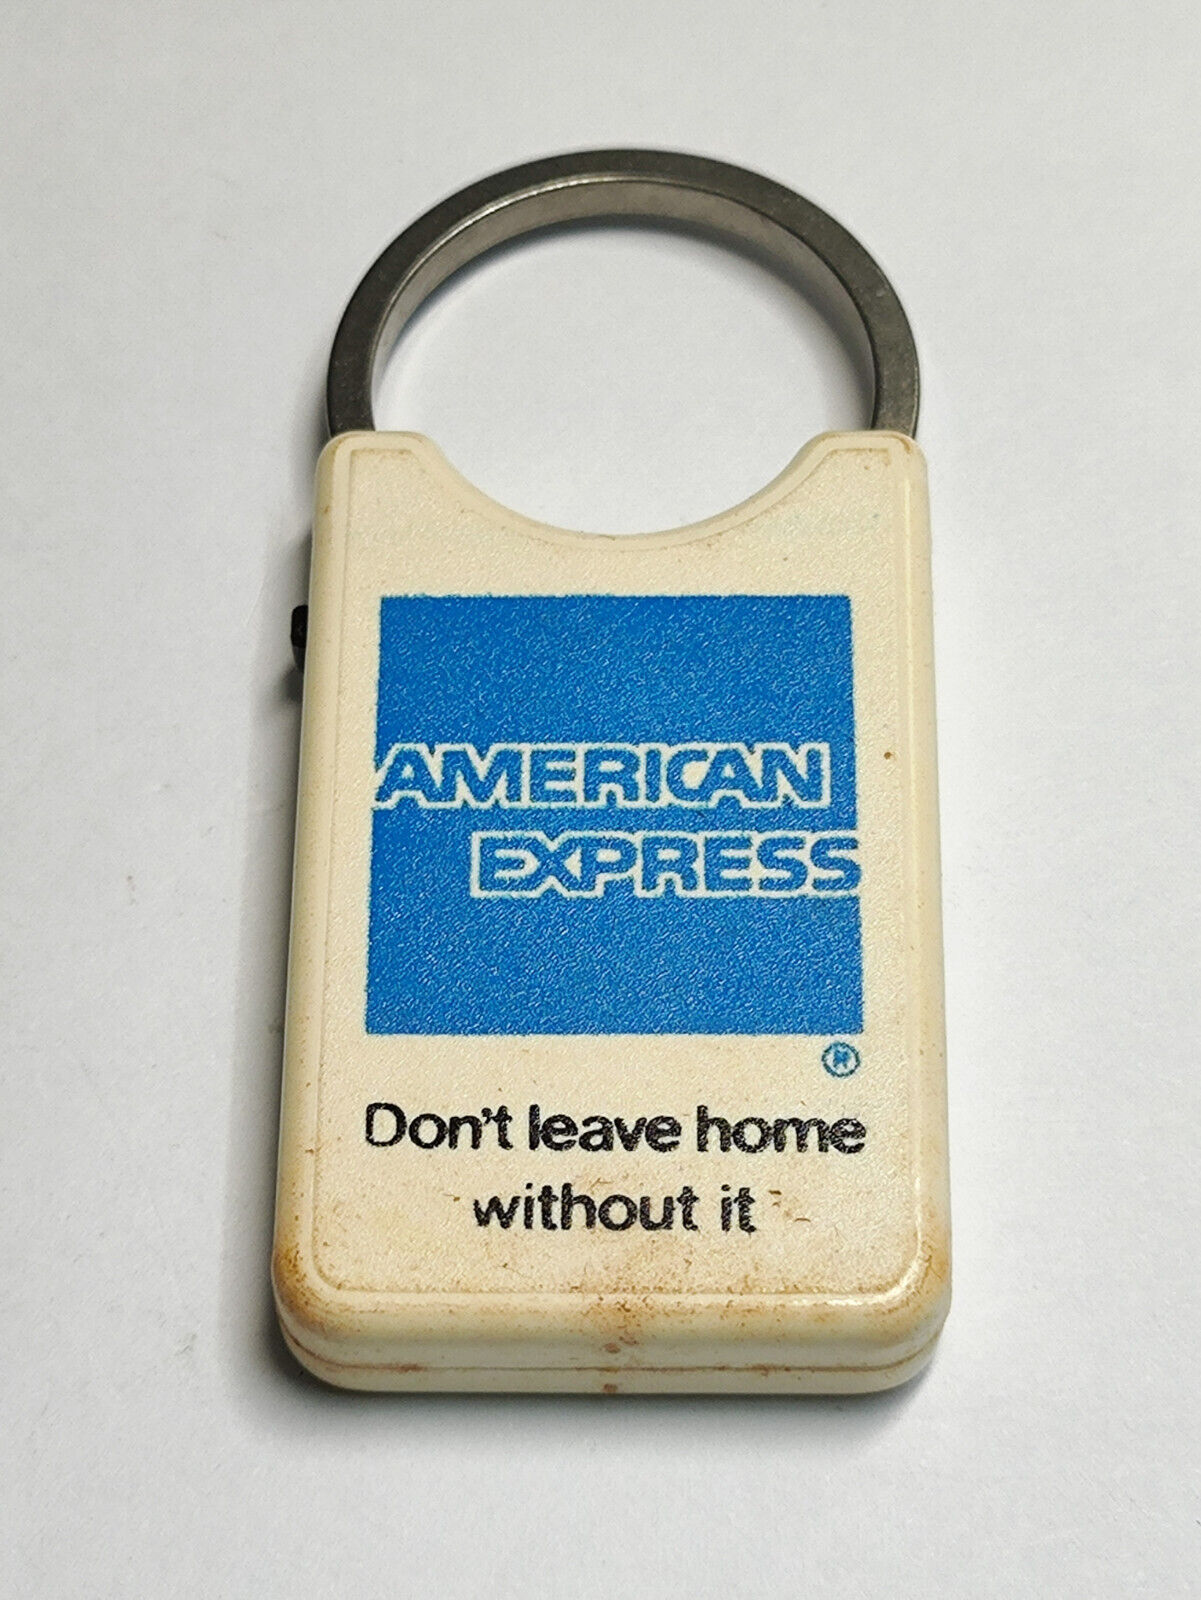 AMERICAN
EXPRESS
®
Don't leave home
without it